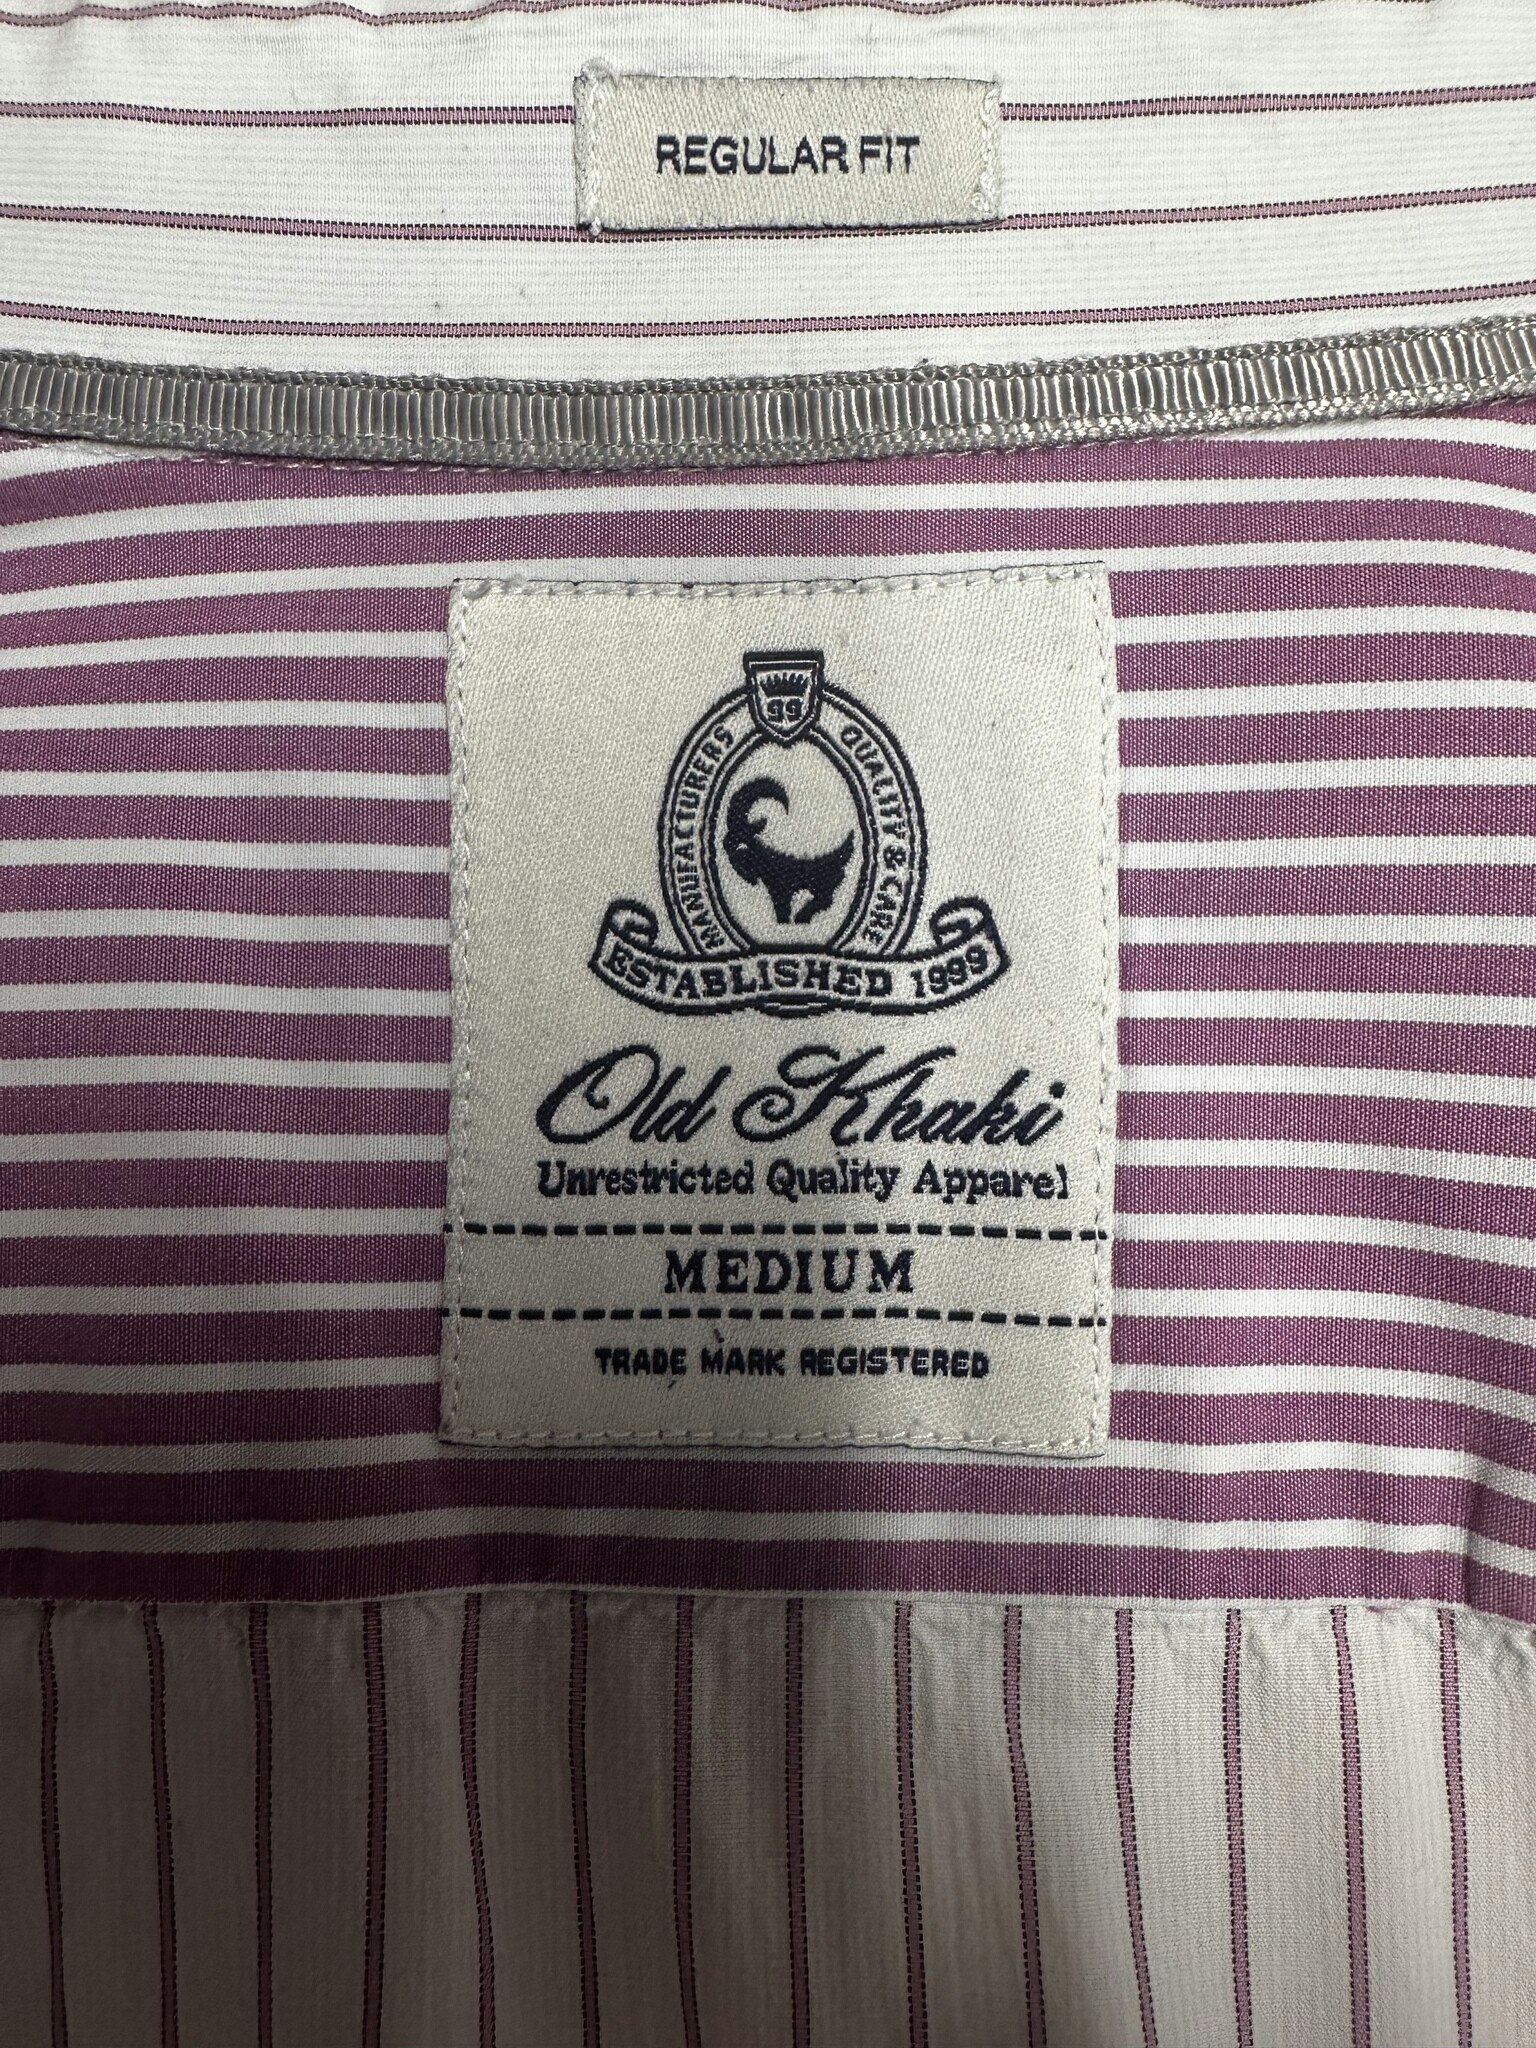 REGULAR FIT
99
MANUFACTURERS QUALITY & CARE
ESTABLISHED 1999
Old Khaki
Unrestricted Quality Apparel
MEDIUM
TRADE MARK REGISTERED